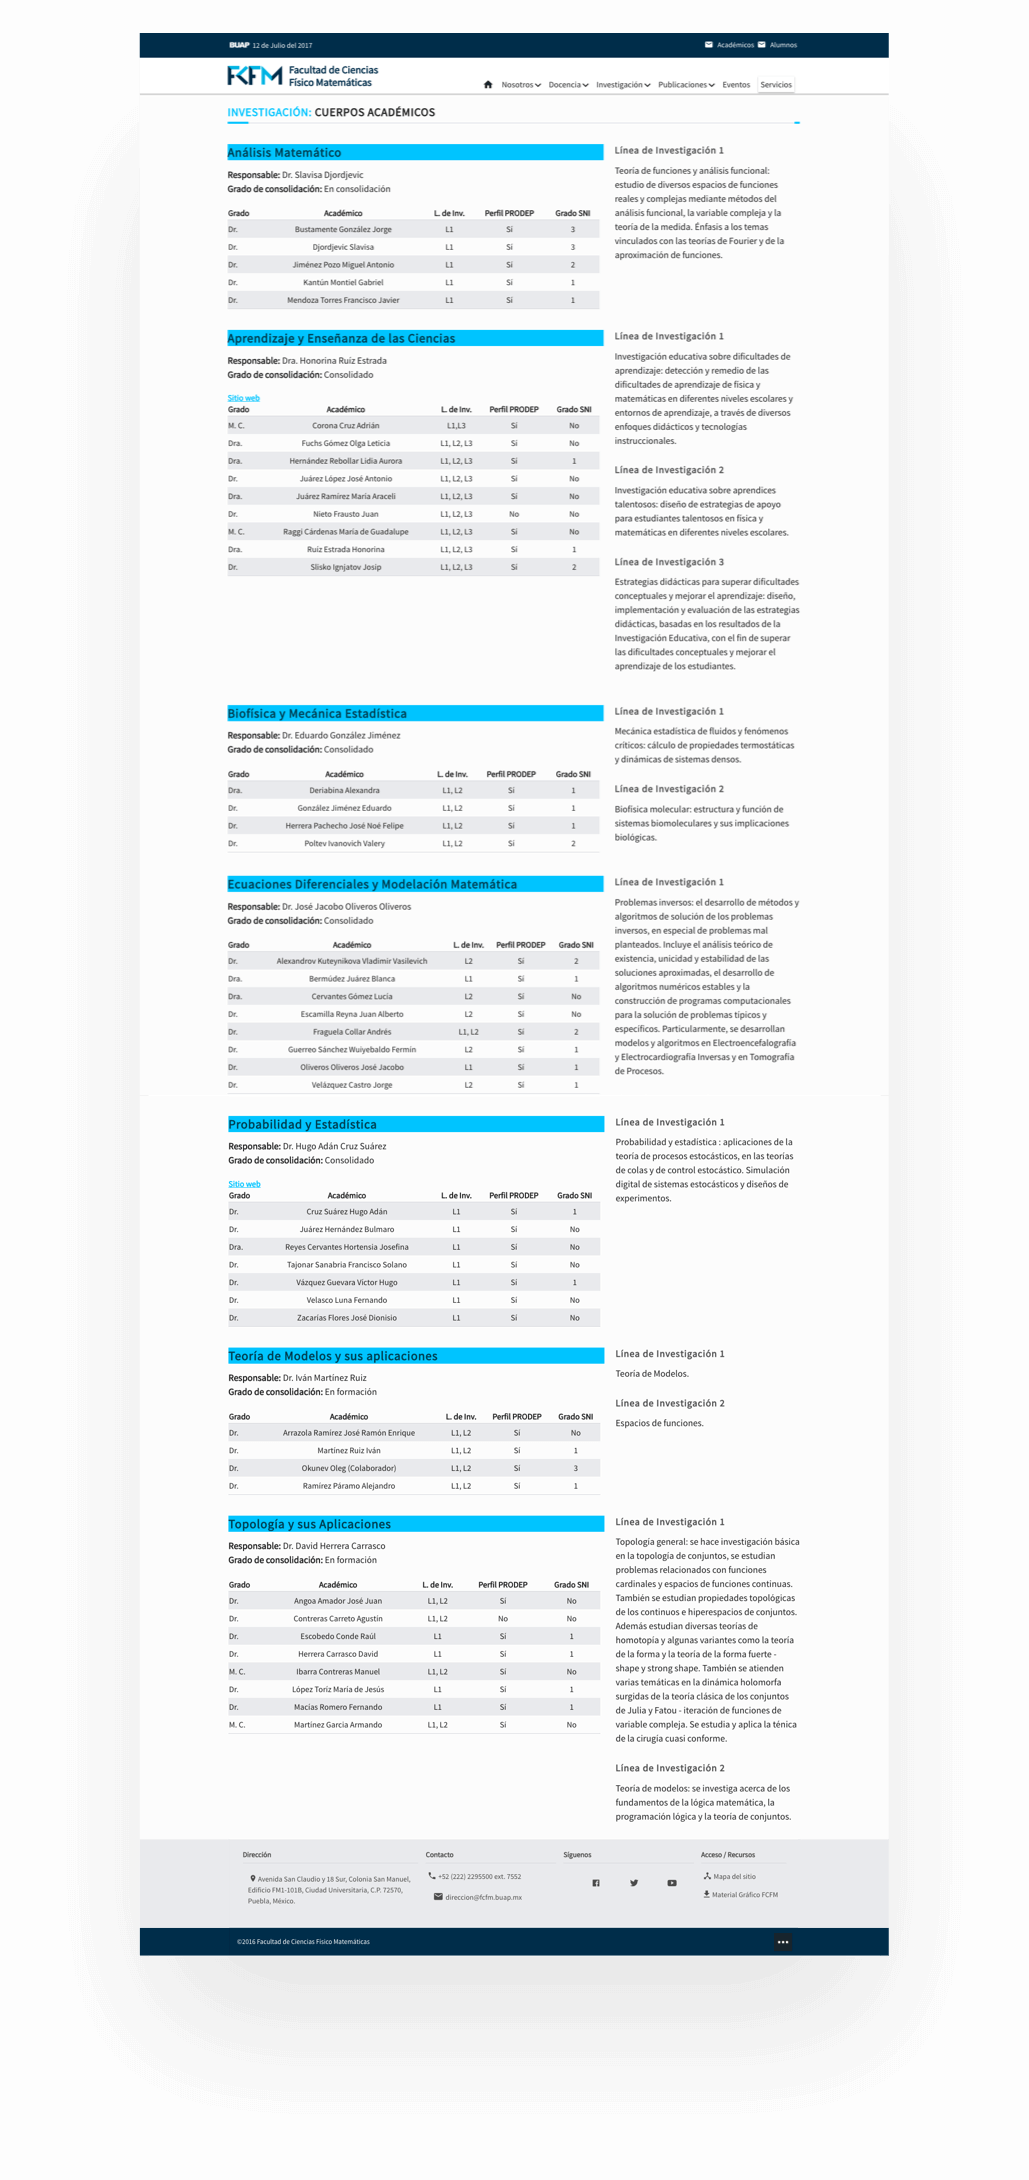 BUAP 12 de Julio del 2017
Académicos Alumnos
FCFM Facultad de Ciencias
Físico Matemáticas
Nosotros Docencia Investigación Publicaciones Eventos Servicios
INVESTIGACIÓN: CUERPOS ACADÉMICOS
Análisis Matemático
Responsable: Dr. Slavisa Djordjevic
Grado de consolidación: En consolidación
Grado Académico L. de Inv. Perfil PRODEP Grado SNI
Dr. Bustamente González Jorge L1 Sí 3
Dr. Djordjevic Slavisa L1 Sí 3
Dr. Jiménez Pozo Miguel Antonio L1 Sí 2
Dr. Kantún Montiel Gabriel L1 Sí 1
Dr. Mendoza Torres Francisco Javier L1 Sí 1
Línea de Investigación 1
Teoría de funciones y análisis funcional:
estudio de diversos espacios de funciones
reales y complejas mediante métodos del
análisis funcional, la variable compleja y la
teoría de la medida. Énfasis a los temas
vinculados con las teorías de Fourier y de la
aproximación de funciones.
Aprendizaje y Enseñanza de las Ciencias
Responsable: Dra. Honorina Ruíz Estrada
Grado de consolidación: Consolidado
Sitio web
Grado Académico L. de Inv. Perfil PRODEP Grado SNI
M. C. Corona Cruz Adrián L1,L3 Sí No
Dra. Fuchs Gómez Olga Leticia L1, L2, L3 Sí No
Dra. Hernández Rebollar Lidia Aurora L1, L2, L3 Sí 1
Dr. Juárez López José Antonio L1, L2, L3 Sí No
Dra. Juárez Ramírez María Araceli L1, L2, L3 Sí No
Dr. Nieto Frausto Juan L1, L2, L3 No No
M. C. Raggi Cárdenas María de Guadalupe L1, L2, L3 Sí No
Dra. Ruíz Estrada Honorina L1, L2, L3 Sí 1
Dr. Slisko Ignjatov Josip L1, L2, L3 Sí 2
Línea de Investigación 1
Investigación educativa sobre dificultades de
aprendizaje: detección y remedio de las
dificultades de aprendizaje de física y
matemáticas en diferentes niveles escolares y
entornos de aprendizaje, a través de diversos
enfoques didácticos y tecnologías
instruccionales.
Línea de Investigación 2
Investigación educativa sobre aprendices
talentosos: diseño de estrategias de apoyo
para estudiantes talentosos en física y
matemáticas en diferentes niveles escolares.
Línea de Investigación 3
Estrategias didácticas para superar dificultades
conceptuales y mejorar el aprendizaje: diseño,
implementación y evaluación de las estrategias
didácticas, basadas en los resultados de la
Investigación Educativa, con el fin de superar
las dificultades conceptuales y mejorar el
aprendizaje de los estudiantes.
Biofísica y Mecánica Estadística
Responsable: Dr. Eduardo González Jiménez
Grado de consolidación: Consolidado
Grado Académico L. de Inv. Perfil PRODEP Grado SNI
Dra. Deriabina Alexandra L1, L2 Sí 1
Dr. González Jiménez Eduardo L1, L2 Sí 1
Dr. Herrera Pachecho José Noé Felipe L1, L2 Sí 1
Dr. Poltev Ivanovich Valery L1, L2 Sí 2
Línea de Investigación 1
Mecánica estadística de fluidos y fenómenos
críticos: cálculo de propiedades termostáticas
y dinámicas de sistemas densos.
Línea de Investigación 2
Biofísica molecular: estructura y función de
sistemas biomoleculares y sus implicaciones
biológicas.
Ecuaciones Diferenciales y Modelación Matemática
Responsable: Dr. José Jacobo Oliveros Oliveros
Grado de consolidación: Consolidado
Grado Académico L. de Inv. Perfil PRODEP Grado SNI
Dr. Alexandrov Kuteynikova Vladimir Vasilevich L2 Sí 2
Dra. Bermúdez Juárez Blanca L1 Sí 1
Dra. Cervantes Gómez Lucía L2 Sí No
Dr. Escamilla Reyna Juan Alberto L2 Sí No
Dr. Fraguela Collar Andrés L1, L2 Sí 2
Dr. Guerreo Sánchez Wuiyebaldo Fermín L2 Sí 1
Dr. Oliveros Oliveros José Jacobo L1 Sí 1
Dr. Velázquez Castro Jorge L2 Sí 1
Línea de Investigación 1
Problemas inversos: el desarrollo de métodos y
algoritmos de solución de los problemas
inversos, en especial de problemas mal
planteados. Incluye el análisis teórico de
existencia, unicidad y estabilidad de las
soluciones aproximadas, el desarrollo de
algoritmos numéricos estables y la
construcción de programas computacionales
para la solución de problemas típicos y
específicos. Particularmente, se desarrollan
modelos y algoritmos en Electroencefalografía
y Electrocardiografía Inversas y en Tomografía
de Procesos.
Probabilidad y Estadística
Responsable: Dr. Hugo Adán Cruz Suárez
Grado de consolidación: Consolidado
Sitio web
Grado Académico L. de Inv. Perfil PRODEP Grado SNI
Dr. Cruz Suárez Hugo Adán L1 Sí 1
Dr. Juárez Hernández Bulmaro L1 Sí No
Dra. Reyes Cervantes Hortensia Josefina L1 Sí No
Dr. Tajonar Sanabria Francisco Solano L1 Sí No
Dr. Vázquez Guevara Víctor Hugo L1 Sí 1
Dr. Velasco Luna Fernando L1 Sí No
Dr. Zacarías Flores José Dionisio L1 Sí No
Línea de Investigación 1
Probabilidad y estadística : aplicaciones de la
teoría de procesos estocásticos, en las teorías
de colas y de control estocástico. Simulación
digital de sistemas estocásticos y diseños de
experimentos.
Teoría de Modelos y sus aplicaciones
Responsable: Dr. Iván Martínez Ruiz
Grado de consolidación: En formación
Grado Académico L. de Inv. Perfil PRODEP Grado SNI
Dr. Arrazola Ramírez José Ramón Enrique L1, L2 Sí No
Dr. Martínez Ruiz Iván L1, L2 Sí 1
Dr. Okunev Oleg (Colaborador) L1, L2 Sí 3
Dr. Ramírez Páramo Alejandro L1, L2 Sí 1
Línea de Investigación 1
Teoría de Modelos.
Línea de Investigación 2
Espacios de funciones.
Topología y sus Aplicaciones
Responsable: Dr. David Herrera Carrasco
Grado de consolidación: En formación
Grado Académico L. de Inv. Perfil PRODEP Grado SNI
Dr. Angoa Amador José Juan L1, L2 Sí No
Dr. Contreras Carreto Agustín L1, L2 No No
Dr. Escobedo Conde Raúl L1 Sí 1
Dr. Herrera Carrasco David L1 Sí 1
M. C. Ibarra Contreras Manuel L1, L2 Sí No
Dr. López Toriz María de Jesús L1 Sí 1
Dr. Macías Romero Fernando L1 Sí 1
M. C. Martínez García Armando L1, L2 Sí No
Línea de Investigación 1
Topología general: se hace investigación básica
en la topología de conjuntos, se estudian
problemas relacionados con funciones
cardinales y espacios de funciones continuas.
También se estudian propiedades topológicas
de los continuos e hiperespacios de conjuntos.
Además estudian diversas teorías de
homotopía y algunas variantes como la teoría
de la forma y la teoría de la forma fuerte -
shape y strong shape. También se atienden
varias temáticas en la dinámica holomorfa
surgidas de la teoría clásica de los conjuntos
de Julia y Fatou - iteración de funciones de
variable compleja. Se estudia y aplica la ténica
de la cirugía cuasi conforme.
Línea de Investigación 2
Teoría de modelos: se investiga acerca de los
fundamentos de la lógica matemática, la
programación lógica y la teoría de conjuntos.
Dirección
Avenida San Claudio y 18 Sur, Colonia San Manuel,
Edificio FM1-101B, Ciudad Universitaria, C.P. 72570,
Puebla, México.
Contacto
+52 (222) 2295500 ext. 7552
direccion@fcfm.buap.mx
Síguenos
Acceso / Recursos
Mapa del sitio
Material Gráfico FCFM
©2016 Facultad de Ciencias Físico Matemáticas